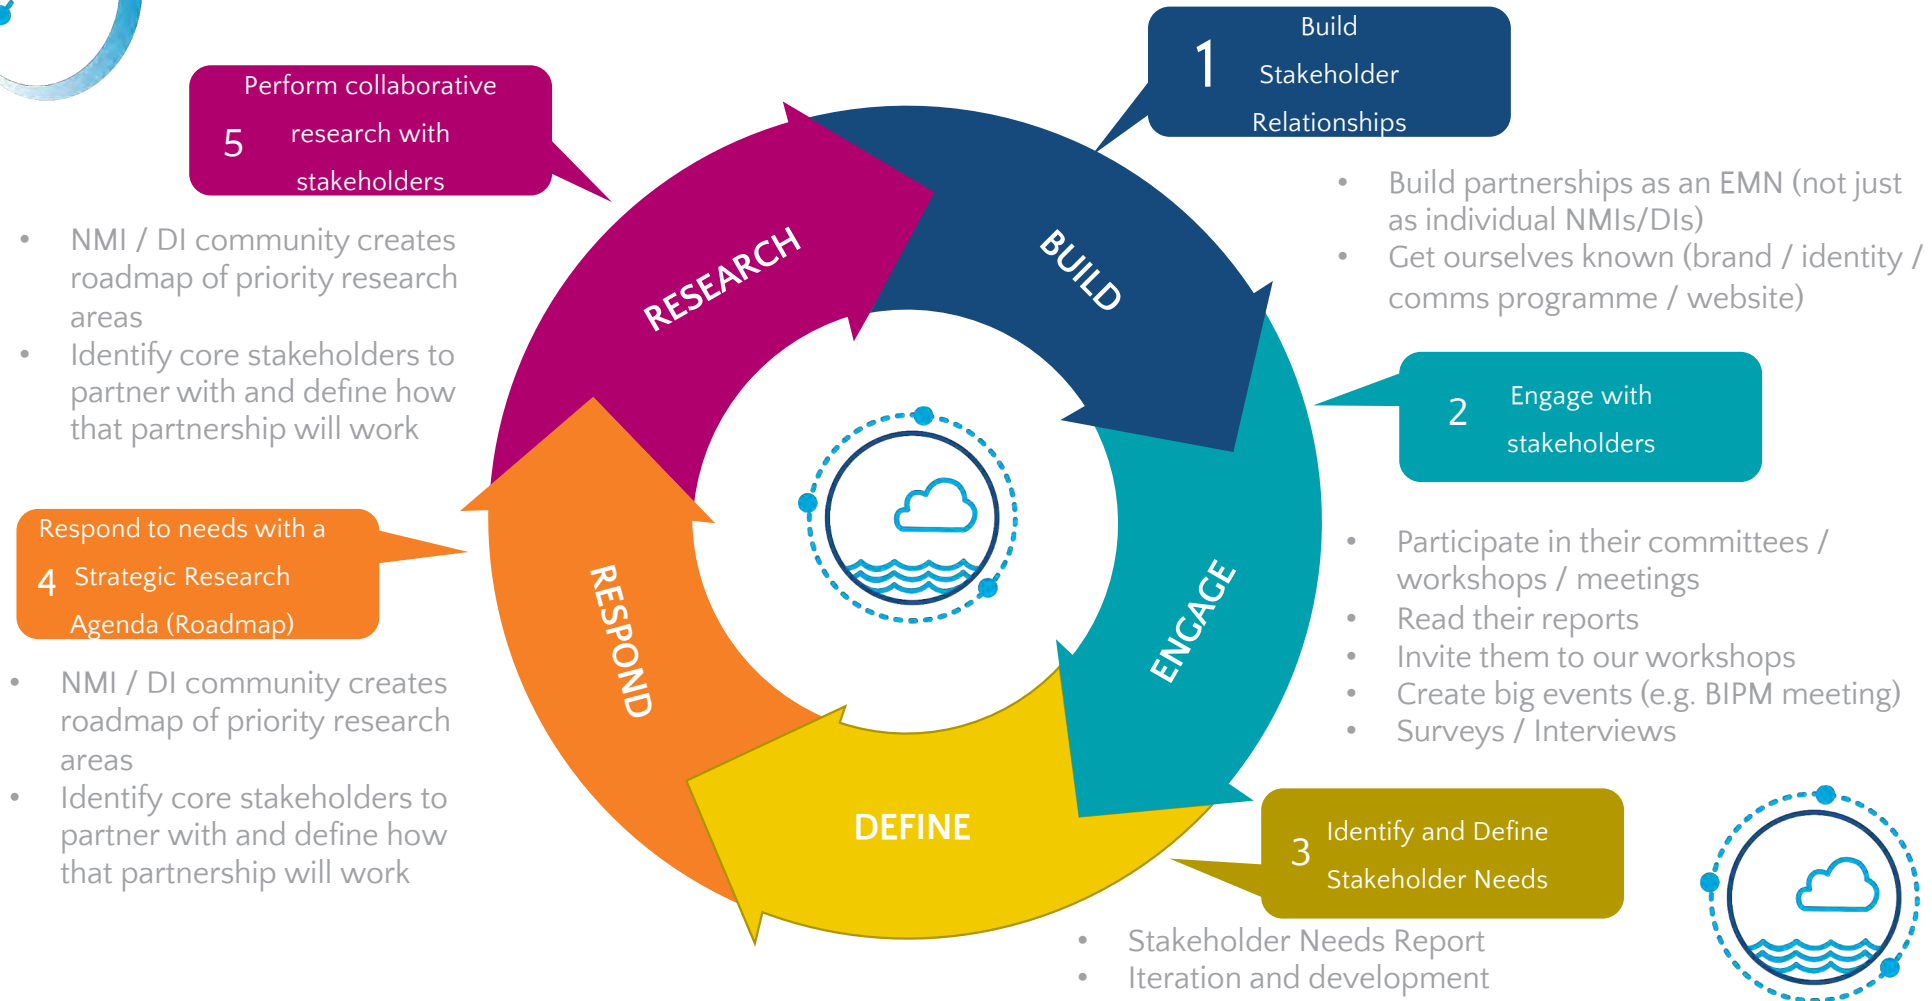 1
Build
Stakeholder
Relationships
• Build partnerships as an EMN (not just
as individual NMIs/DIs)
• Get ourselves known (brand / identity /
comms programme / website)
2
Engage with
stakeholders
• Participate in their committees /
workshops / meetings
• Read their reports
• Invite them to our workshops
• Create big events (e.g. BIPM meeting)
• Surveys / Interviews
3
Identify and Define
Stakeholder Needs
• Stakeholder Needs Report
• Iteration and development
Respond to needs with a
4 Strategic Research
Agenda (Roadmap)
• NMI / DI community creates
roadmap of priority research
areas
• Identify core stakeholders to
partner with and define how
that partnership will work
Perform collaborative
5 research with
stakeholders
• NMI / DI community creates
roadmap of priority research
areas
• Identify core stakeholders to
partner with and define how
that partnership will work
BUILD
ENGAGE
DEFINE
RESPOND
RESEARCH